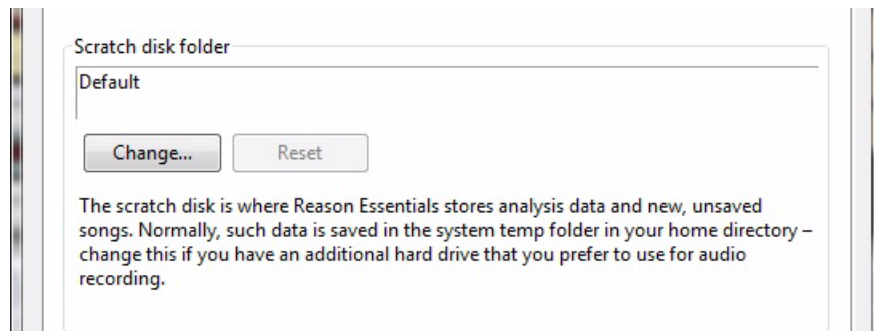 Scratch disk folder
Default
Change...
Reset
The scratch disk is where Reason Essentials stores analysis data and new, unsaved
songs. Normally, such data is saved in the system temp folder in your home directory –
change this if you have an additional hard drive that you prefer to use for audio
recording.